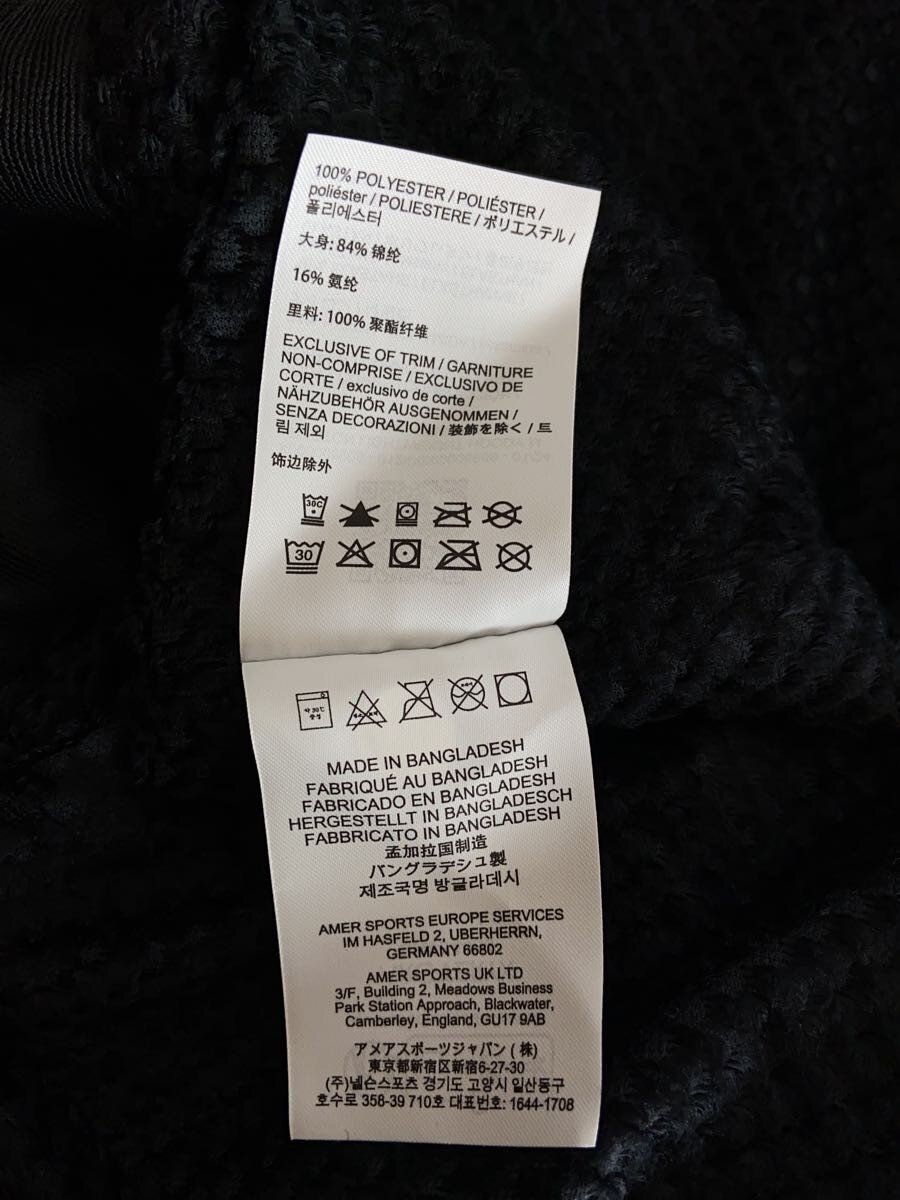 100% POLYESTER / POLIÉSTER /
poliéster / POLIESTERE / ポリエステル /
폴리에스터
大身: 84% 锦纶
16% 氨纶
里料: 100% 聚酯纤维
EXCLUSIVE OF TRIM / GARNITURE
NON-COMPRISE / EXCLUSIVO DE
CORTE / exclusivo de corte /
NÄHZUBEHÖR AUSGENOMMEN /
SENZA DECORAZIONI / 装飾を除く / 트
림 제외
饰边除外
30C
30
약 30℃
중성
MADE IN BANGLADESH
FABRIQUÉ AU BANGLADESH
FABRICADO EN BANGLADESH
HERGESTELLT IN BANGLADESCH
FABBRICATO IN BANGLADESH
孟加拉国制造
バングラデシュ製
제조국명 방글라데시
AMER SPORTS EUROPE SERVICES
IM HASFELD 2, UBERHERRN,
GERMANY 66802
AMER SPORTS UK LTD
3/F, Building 2, Meadows Business
Park Station Approach, Blackwater,
Camberley, England, GU17 9AB
アメアスポーツジャパン ( 株)
東京都新宿区新宿6-27-30
(주)넬슨스포츠 경기도 고양시 일산동구
호수로 358-39 710호 대표번호: 1644-1708